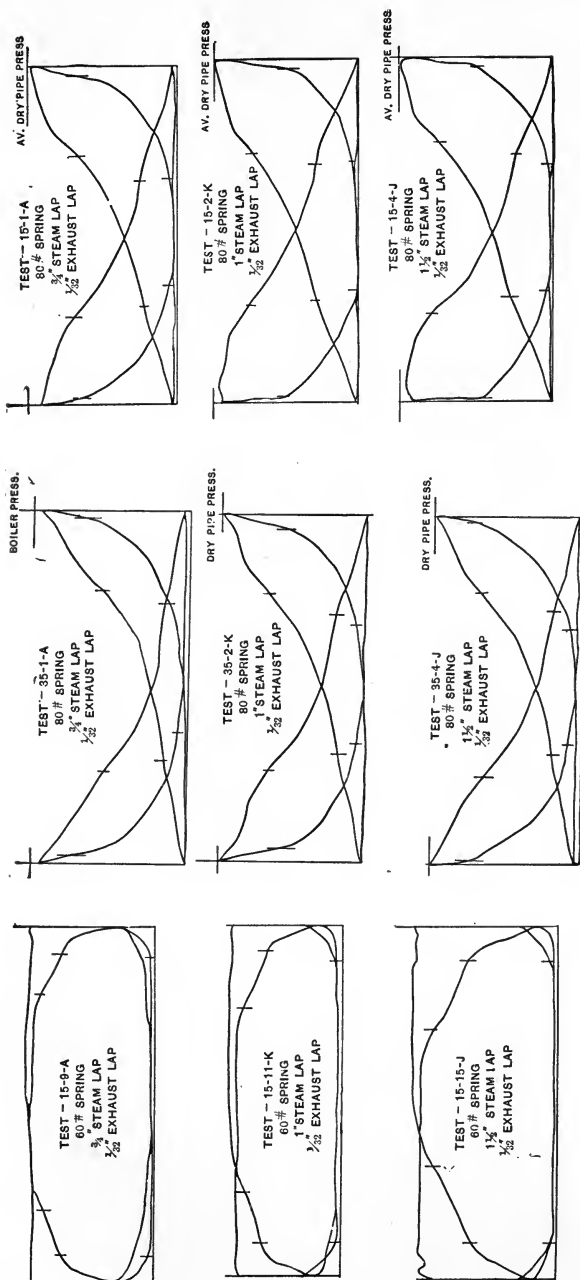 AV. DRY PIPE PRESS.
TEST – 15-1-A
80 # SPRING
3/4" STEAM LAP
1/32" EXHAUST LAP
AV. DRY PIPE PRESS.
TEST – 15-2-K
80 # SPRING
1" STEAM LAP
1/32" EXHAUST LAP
AV. DRY PIPE PRESS.
TEST – 15-4-J
80 # SPRING
1 1/2" STEAM LAP
1/32" EXHAUST LAP
BOILER PRESS.
TEST – 35-1-A
80 # SPRING
3/4" STEAM LAP
1/32" EXHAUST LAP
DRY PIPE PRESS.
TEST – 35-2-K
80 # SPRING
1" STEAM LAP
1/32" EXHAUST LAP
DRY PIPE PRESS.
TEST – 35-4-J
80 # SPRING
1 1/2" STEAM LAP
1/32" EXHAUST LAP
TEST – 15-9-A
60 # SPRING
3/4" STEAM LAP
1/32" EXHAUST LAP
TEST – 15-11-K
60 # SPRING
1" STEAM LAP
1/32" EXHAUST LAP
TEST – 15-15-J
60 # SPRING
1 1/2" STEAM LAP
1/32" EXHAUST LAP